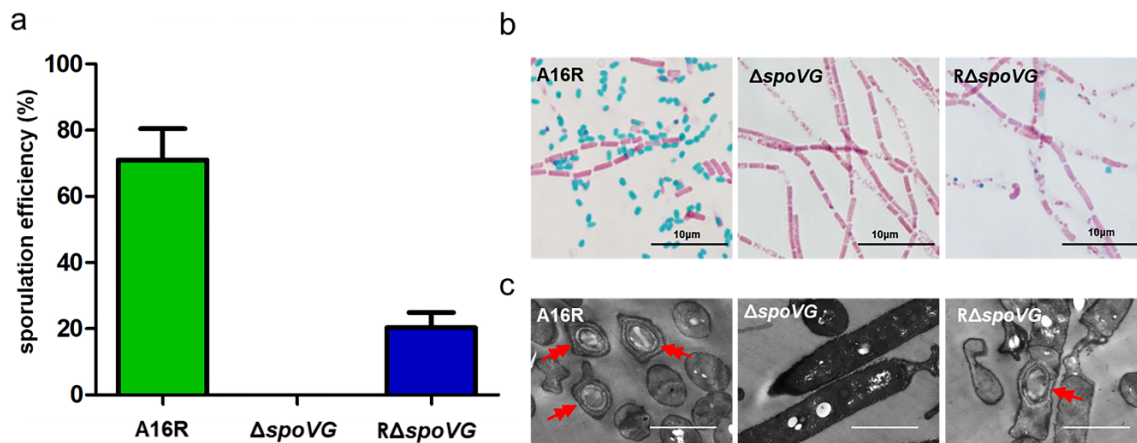 a
sporulation efficiency (%)
100
80
60
40
20
0
A16R
ΔspoVG
RΔspoVG
b
A16R
ΔspoVG
RΔspoVG
10μm
10μm
10μm
c
A16R
ΔspoVG
RΔspoVG